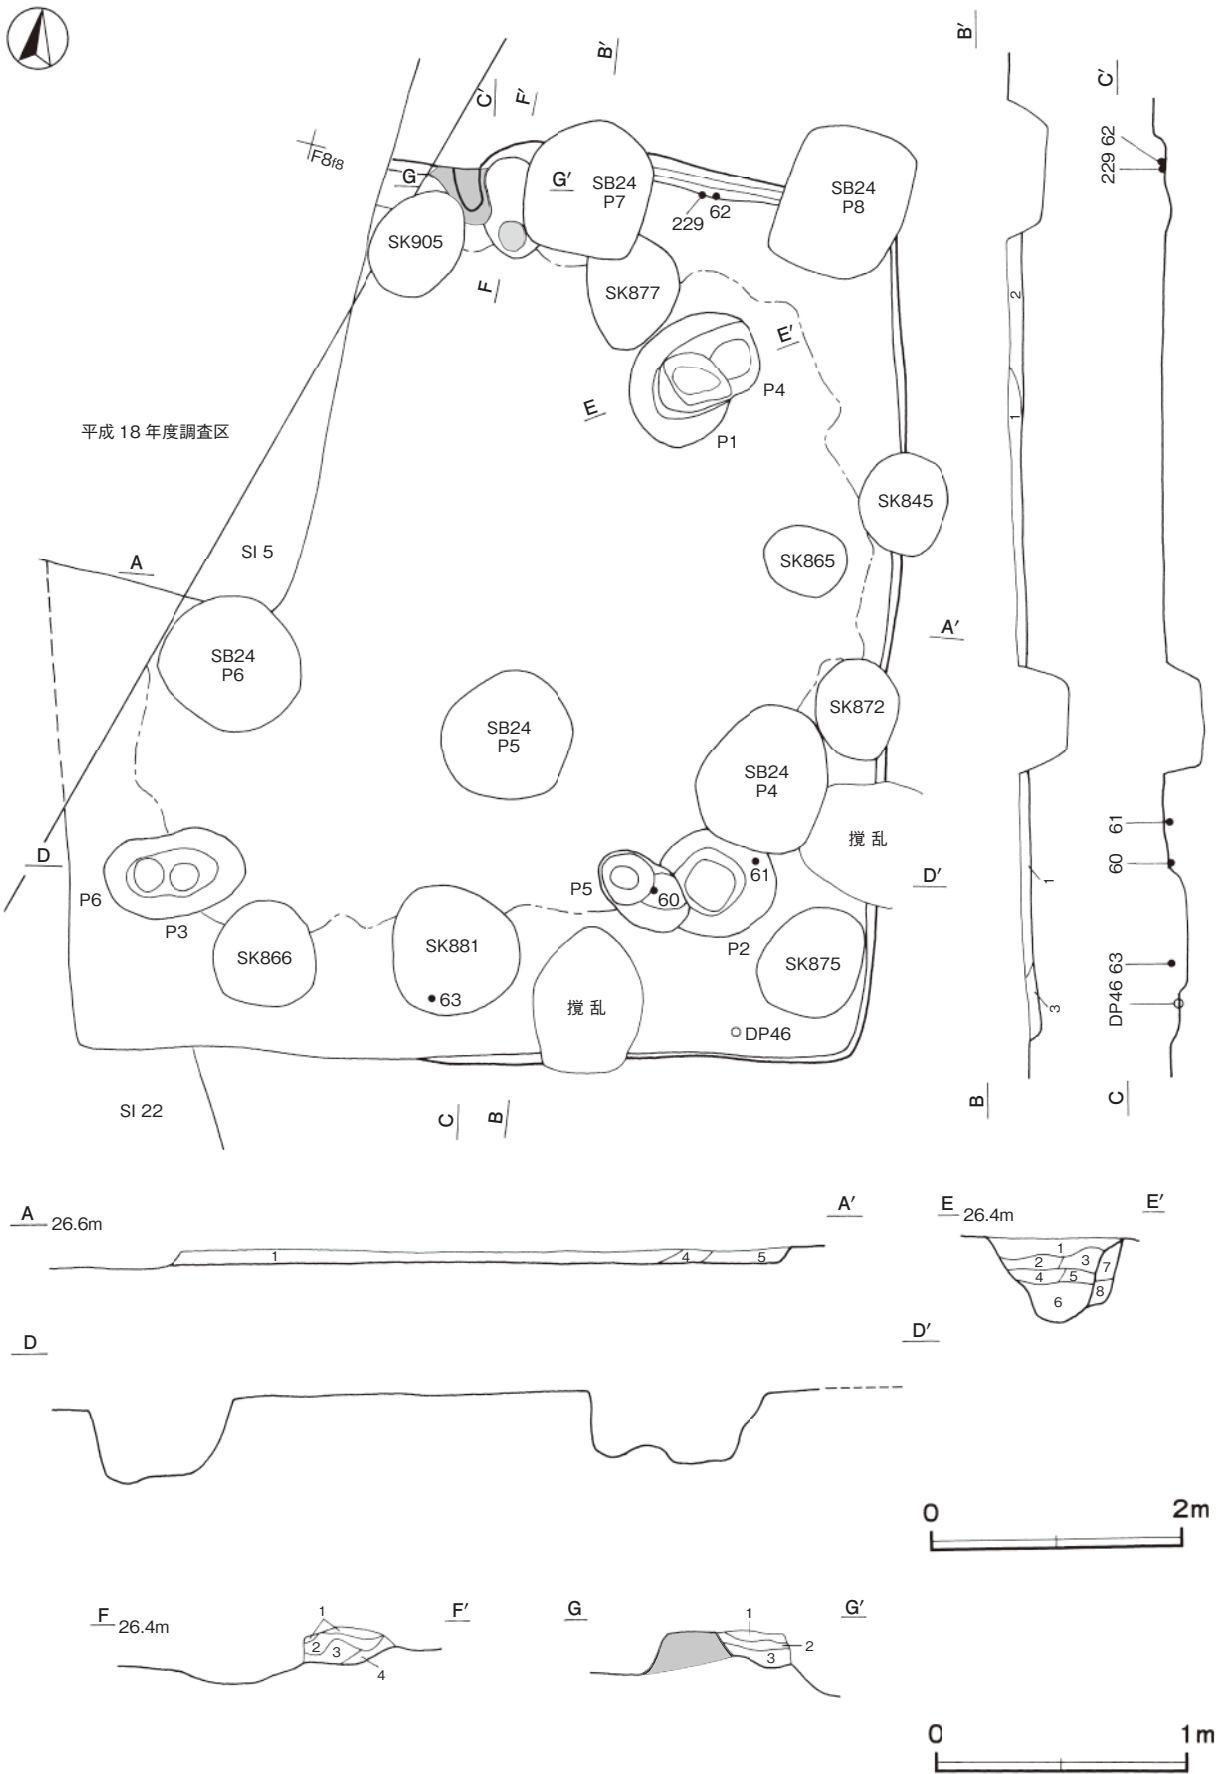 B′
C′
F′
B′
C′
F8f8
G
G′
SB24
P7
SB24
P8
229
62
229 62
SK905
F
SK877
2
E′
E
P4
P1
1
平成 18 年度調査区
SK845
SI 5
A
SK865
A′
SB24
P6
SK872
SB24
P5
SB24
P4
撹 乱
61
D
60
P5
61
60
D′
1
P6
P3
P2
SK866
SK881
SK875
63
63
撹 乱
DP46
DP46
3
SI 22
C
B
B
C
A 26.6m
A′
1
4
5
E 26.4m
E′
1
2
3
4
5
6
7
8
D
D′
0
2m
F 26.4m
F′
1
2
3
4
G
G′
1
2
3
0
1m